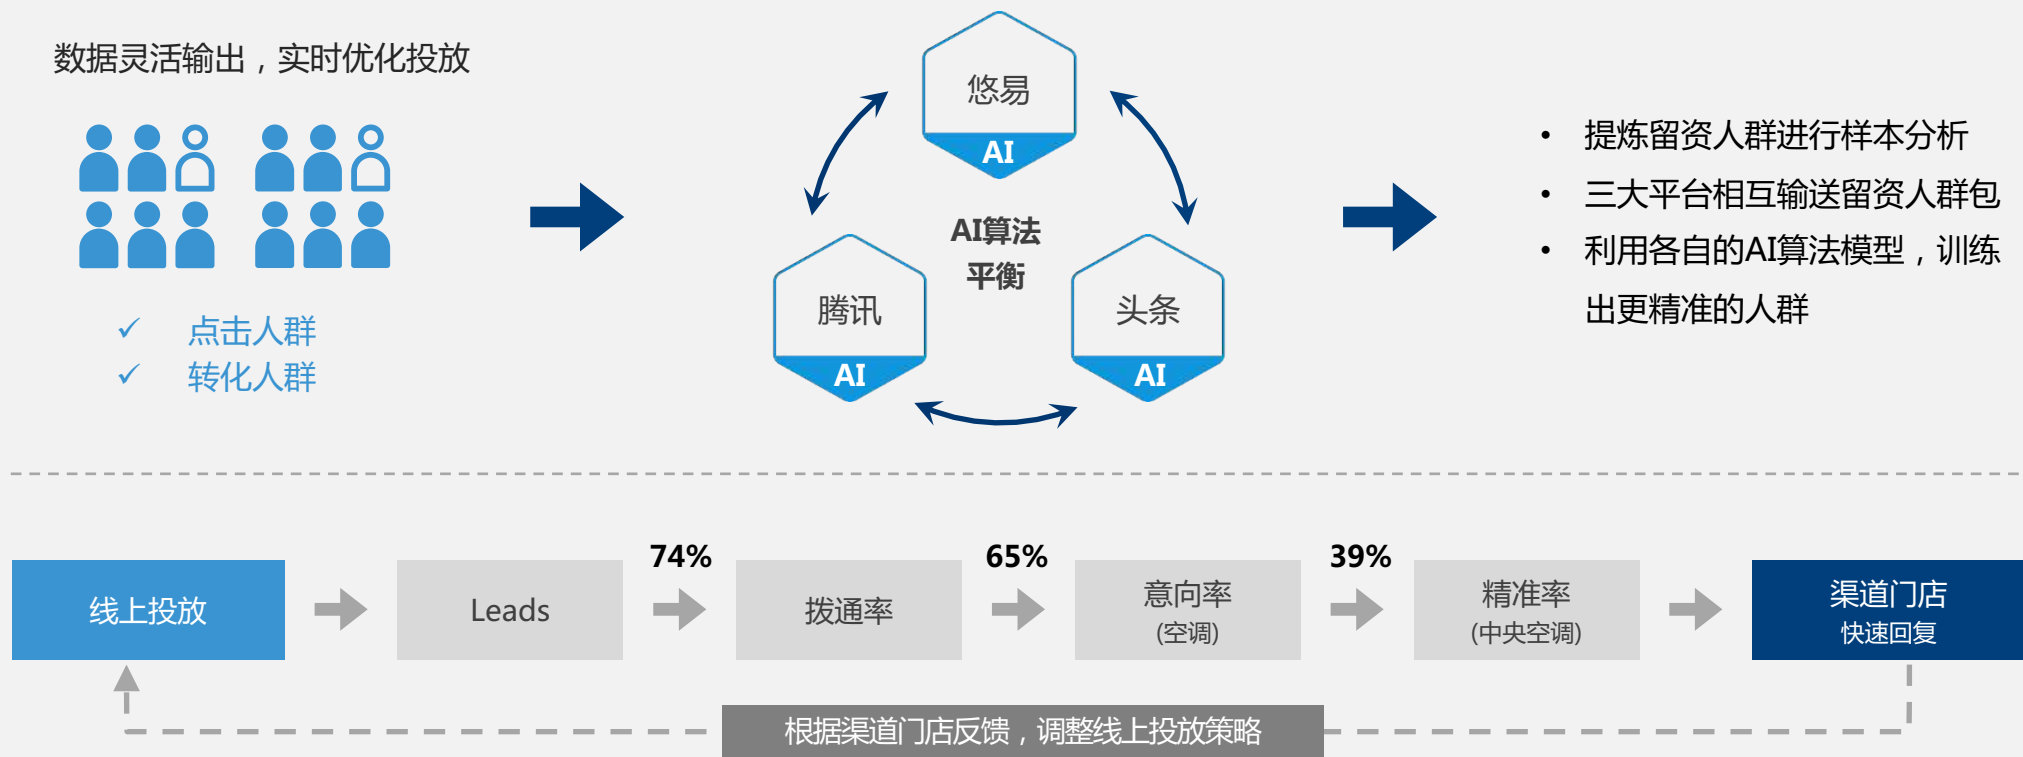 数据灵活输出，实时优化投放
✓ 点击人群
✓ 转化人群
悠易
AI
AI算法
平衡
腾讯
AI
头条
AI
• 提炼留资人群进行样本分析
• 三大平台相互输送留资人群包
• 利用各自的AI算法模型，训练
出更精准的人群
线上投放
Leads
74%
拨通率
65%
意向率
(空调)
39%
精准率
(中央空调)
渠道门店
快速回复
根据渠道门店反馈，调整线上投放策略